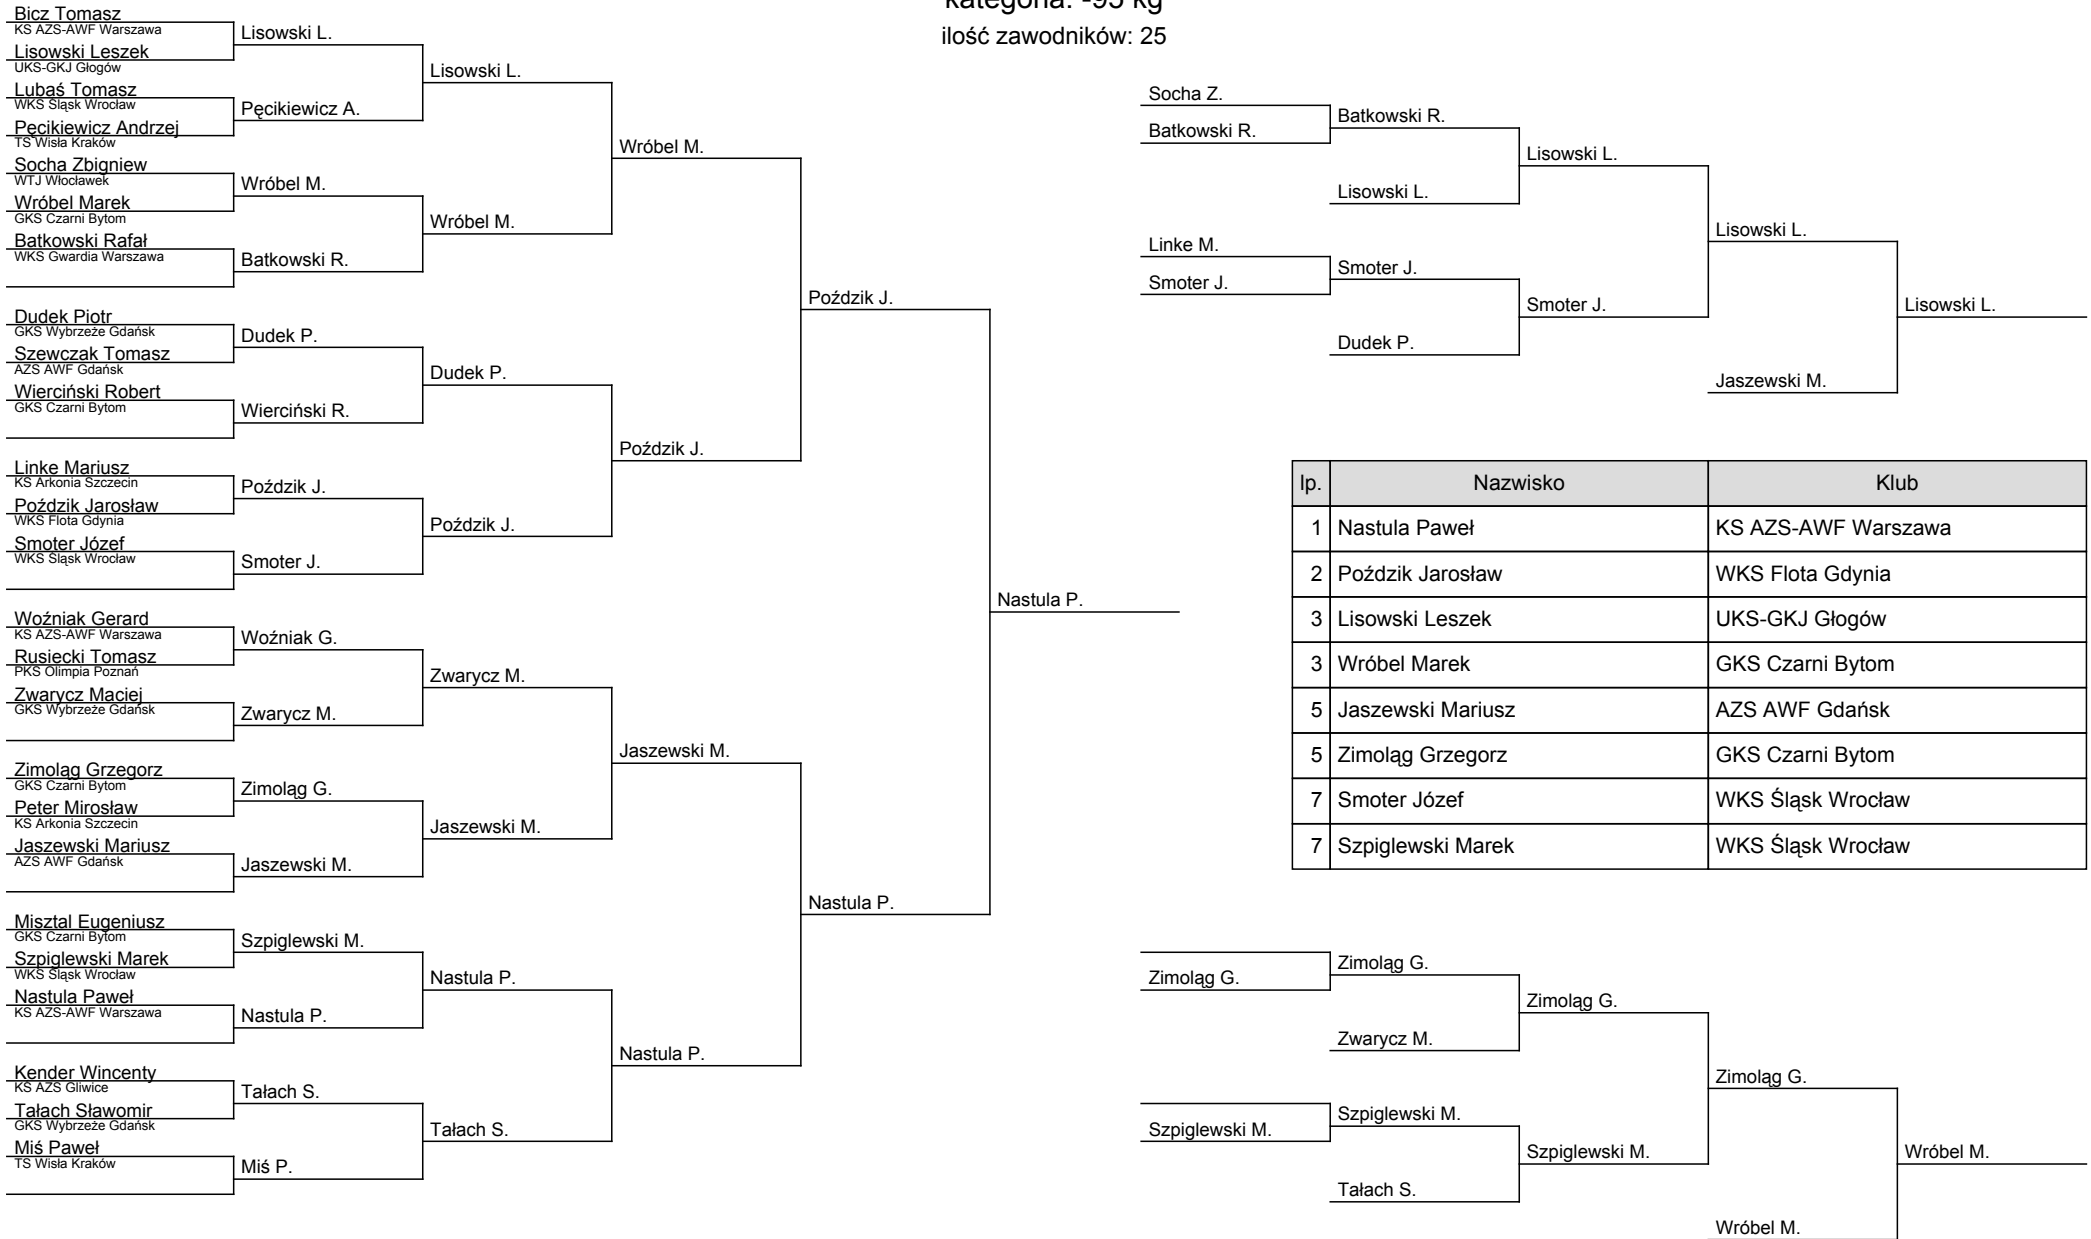 kategoria: -95 kg
ilość zawodników: 25
Bicz Tomasz
KS AZS-AWF Warszawa
Lisowski Leszek
UKS-GKJ Głogów
Lubaś Tomasz
WKS Śląsk Wrocław
Pęcikiewicz Andrzej
TS Wisła Kraków
Socha Zbigniew
WTJ Włocławek
Wróbel Marek
GKS Czarni Bytom
Batkowski Rafał
WKS Gwardia Warszawa
Dudek Piotr
GKS Wybrzeże Gdańsk
Szewczak Tomasz
AZS AWF Gdańsk
Wierciński Robert
GKS Czarni Bytom
Linke Mariusz
KS Arkonia Szczecin
Poździk Jarosław
WKS Flota Gdynia
Smoter Józef
WKS Śląsk Wrocław
Woźniak Gerard
KS AZS-AWF Warszawa
Rusiecki Tomasz
PKS Olimpia Poznań
Zwarycz Maciej
GKS Wybrzeże Gdańsk
Zimoląg Grzegorz
GKS Czarni Bytom
Peter Mirosław
KS Arkonia Szczecin
Jaszewski Mariusz
AZS AWF Gdańsk
Misztal Eugeniusz
GKS Czarni Bytom
Szpiglewski Marek
WKS Śląsk Wrocław
Nastula Paweł
KS AZS-AWF Warszawa
Kender Wincenty
KS AZS Gliwice
Tałach Sławomir
GKS Wybrzeże Gdańsk
Miś Paweł
TS Wisła Kraków
Lisowski L.
Pęcikiewicz A.
Wróbel M.
Batkowski R.
Dudek P.
Wierciński R.
Poździk J.
Smoter J.
Woźniak G.
Zwarycz M.
Zimoląg G.
Jaszewski M.
Szpiglewski M.
Nastula P.
Tałach S.
Miś P.
Lisowski L.
Wróbel M.
Dudek P.
Poździk J.
Zwarycz M.
Jaszewski M.
Nastula P.
Tałach S.
Wróbel M.
Poździk J.
Jaszewski M.
Nastula P.
Poździk J.
Nastula P.
Nastula P.
Socha Z.
Batkowski R.
Linke M.
Smoter J.
Batkowski R.
Lisowski L.
Smoter J.
Dudek P.
Lisowski L.
Smoter J.
Lisowski L.
Jaszewski M.
Lisowski L.
lp. Nazwisko Klub
1 Nastula Paweł KS AZS-AWF Warszawa
2 Poździk Jarosław WKS Flota Gdynia
3 Lisowski Leszek UKS-GKJ Głogów
3 Wróbel Marek GKS Czarni Bytom
5 Jaszewski Mariusz AZS AWF Gdańsk
5 Zimoląg Grzegorz GKS Czarni Bytom
7 Smoter Józef WKS Śląsk Wrocław
7 Szpiglewski Marek WKS Śląsk Wrocław
Zimoląg G.
Szpiglewski M.
Zimoląg G.
Zwarycz M.
Szpiglewski M.
Tałach S.
Zimoląg G.
Szpiglewski M.
Zimoląg G.
Wróbel M.
Wróbel M.